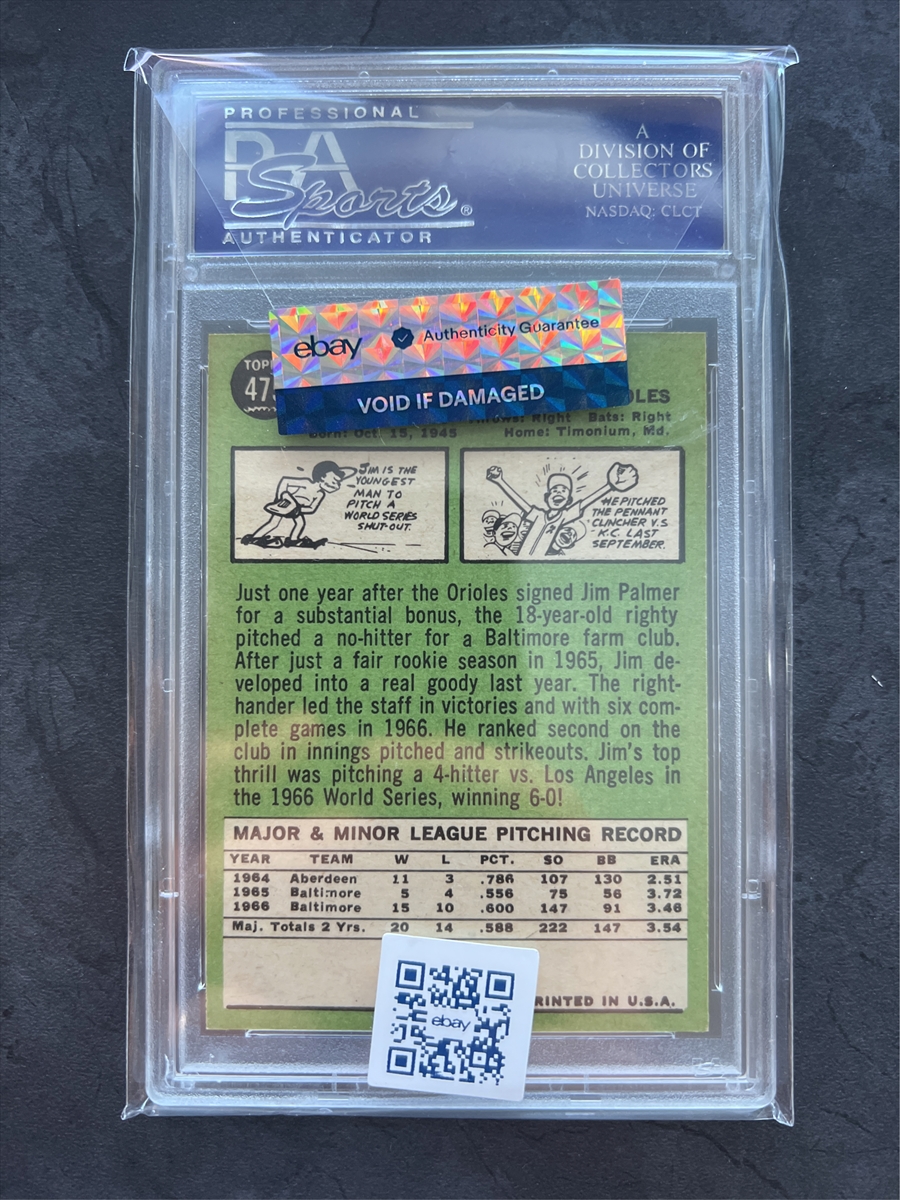 PROFESSIONAL
PSA
Sports®
AUTHENTICATOR
A
DIVISION OF
COLLECTORS
UNIVERSE
NASDAQ: CLCT
ebay Authenticity Guarantee
VOID IF DAMAGED
Throws: Right Bats: Right
Born: Oct. 15, 1945 Home: Timonium, Md.
JIM IS THE
YOUNGEST
MAN TO
PITCH A
WORLD SERIES
SHUT-OUT.
HE PITCHED
THE PENNANT
CLINCHER V.S.
K.C. LAST
SEPTEMBER.
Just one year after the Orioles signed Jim Palmer
for a substantial bonus, the 18-year-old righty
pitched a no-hitter for a Baltimore farm club.
After just a fair rookie season in 1965, Jim de-
veloped into a real goody last year. The right-
hander led the staff in victories and with six com-
plete games in 1966. He ranked second on the
club in innings pitched and strikeouts. Jim's top
thrill was pitching a 4-hitter vs. Los Angeles in
the 1966 World Series, winning 6-0!
MAJOR & MINOR LEAGUE PITCHING RECORD
YEAR TEAM W L PCT. SO BB ERA
1964 Aberdeen 11 3 .786 107 130 2.51
1965 Baltimore 5 4 .556 75 56 3.72
1966 Baltimore 15 10 .600 147 91 3.46
Maj. Totals 2 Yrs. 20 14 .588 222 147 3.54
ebay
RINTED IN U.S.A.